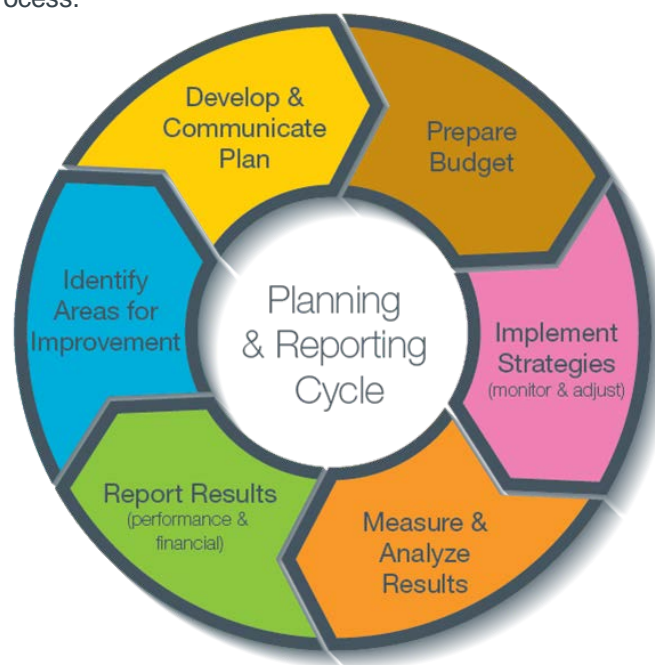 ocess.
Develop &
Communicate
Plan
Prepare
Budget
Implement
Strategies
(monitor & adjust)
Measure &
Analyze
Results
Report Results
(performance &
financial)
Identify
Areas for
Improvement
Planning
& Reporting
Cycle